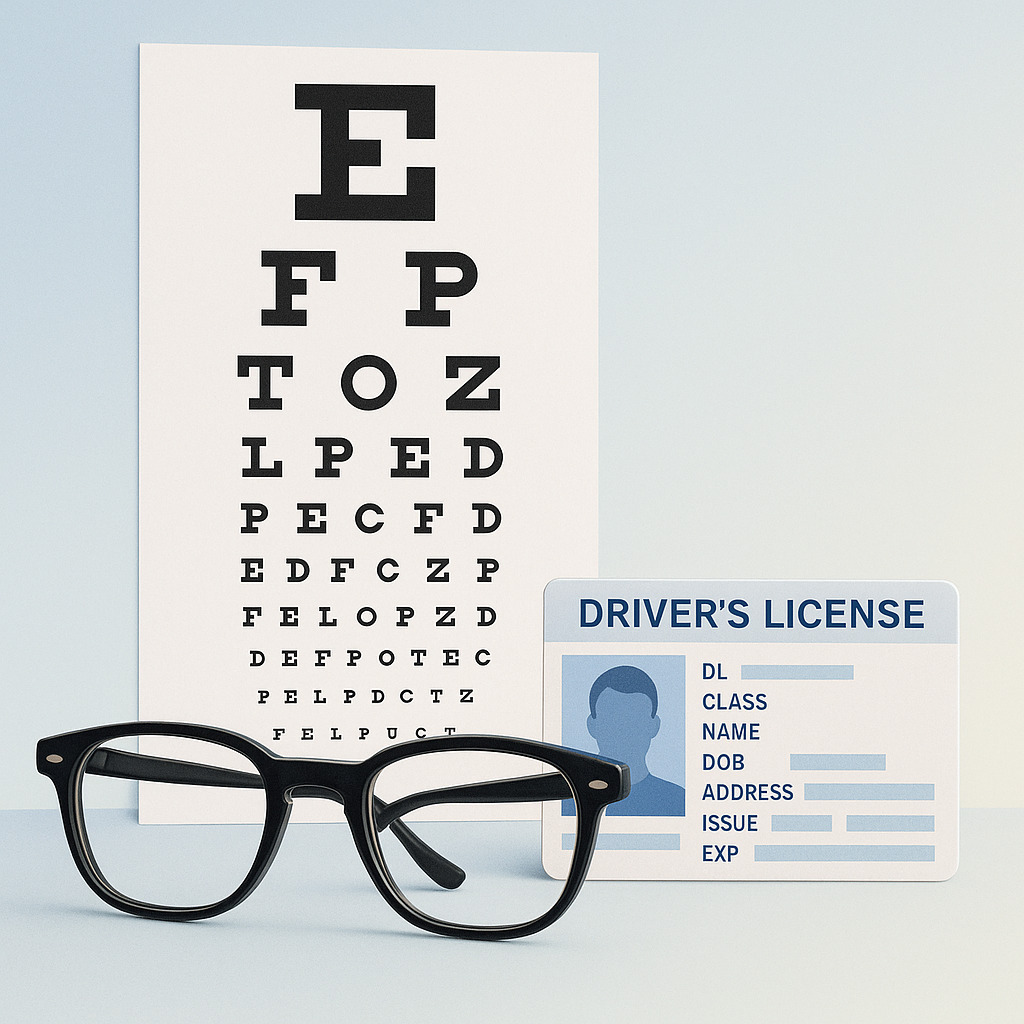 E
F P
T O Z
L P E D
P E C F D
E D F C Z P
F E L O P Z D
D E F P O T E C
P E L P D C T Z
F E L P U C T
DRIVER'S LICENSE
DL
CLASS
NAME
DOB
ADDRESS
ISSUE
EXP